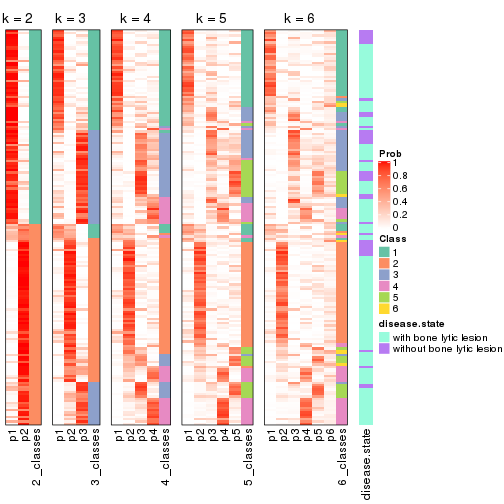 k = 2
k = 3
k = 4
k = 5
k = 6
p1
p2
2_classes
p1
p2
p3
3_classes
p1
p2
p3
p4
4_classes
p1
p2
p3
p4
p5
5_classes
p1
p2
p3
p4
p5
p6
6_classes
disease.state
Prob
1
0.8
0.6
0.4
0.2
0
Class
1
2
3
4
5
6
disease.state
with bone lytic lesion
without bone lytic lesion